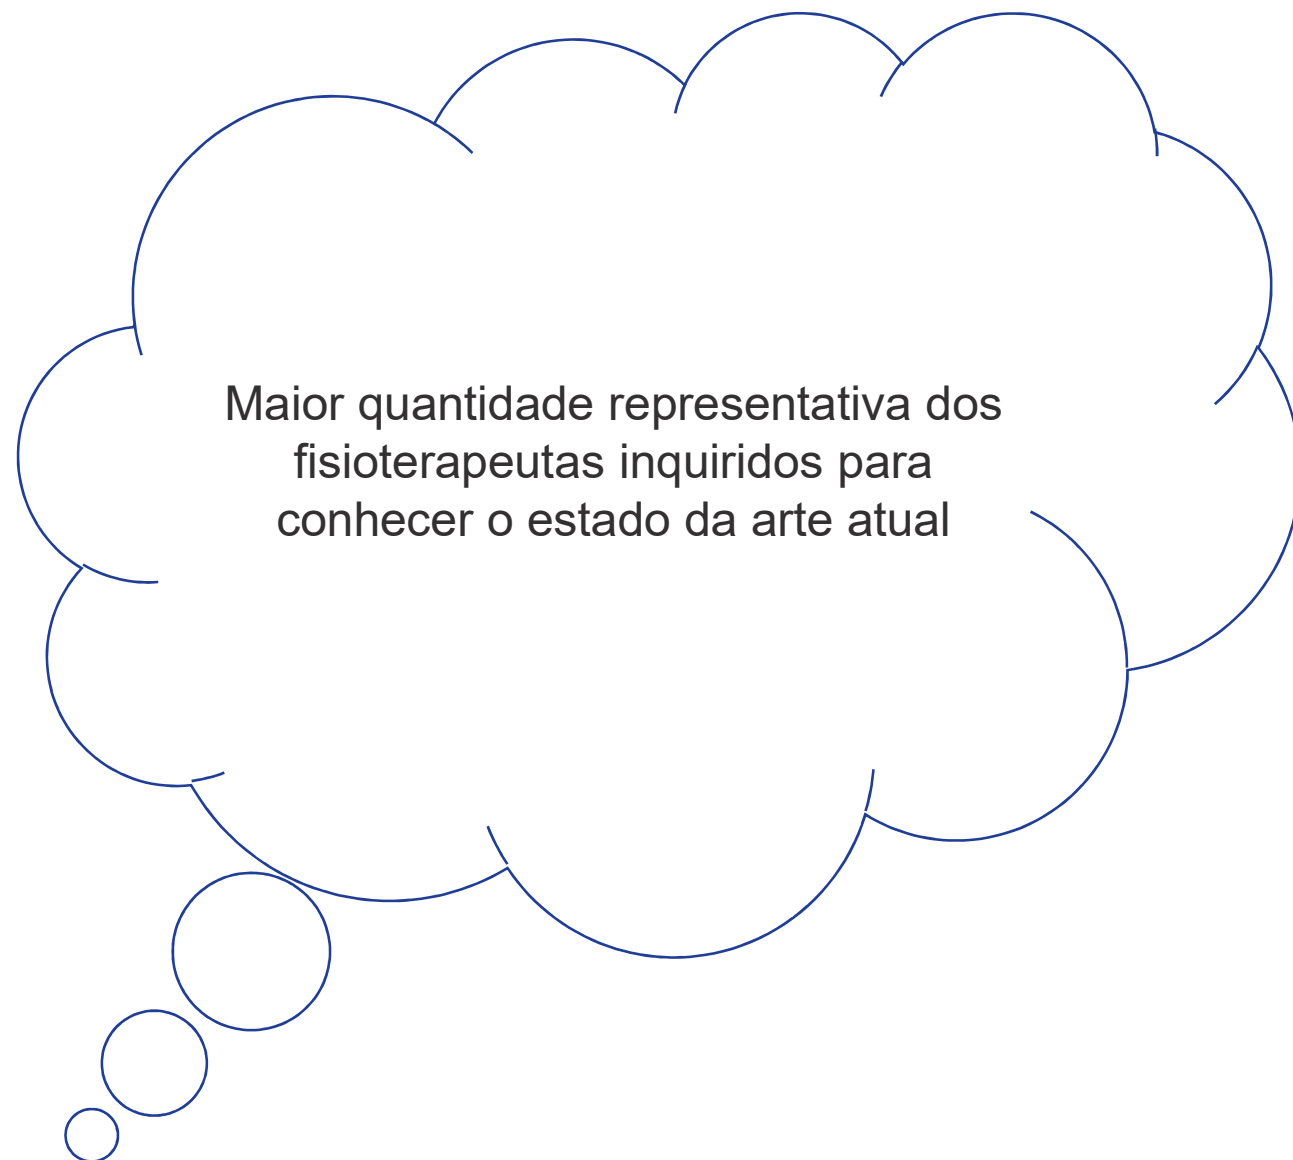 Maior quantidade representativa dos
fisioterapeutas inquiridos para
conhecer o estado da arte atual